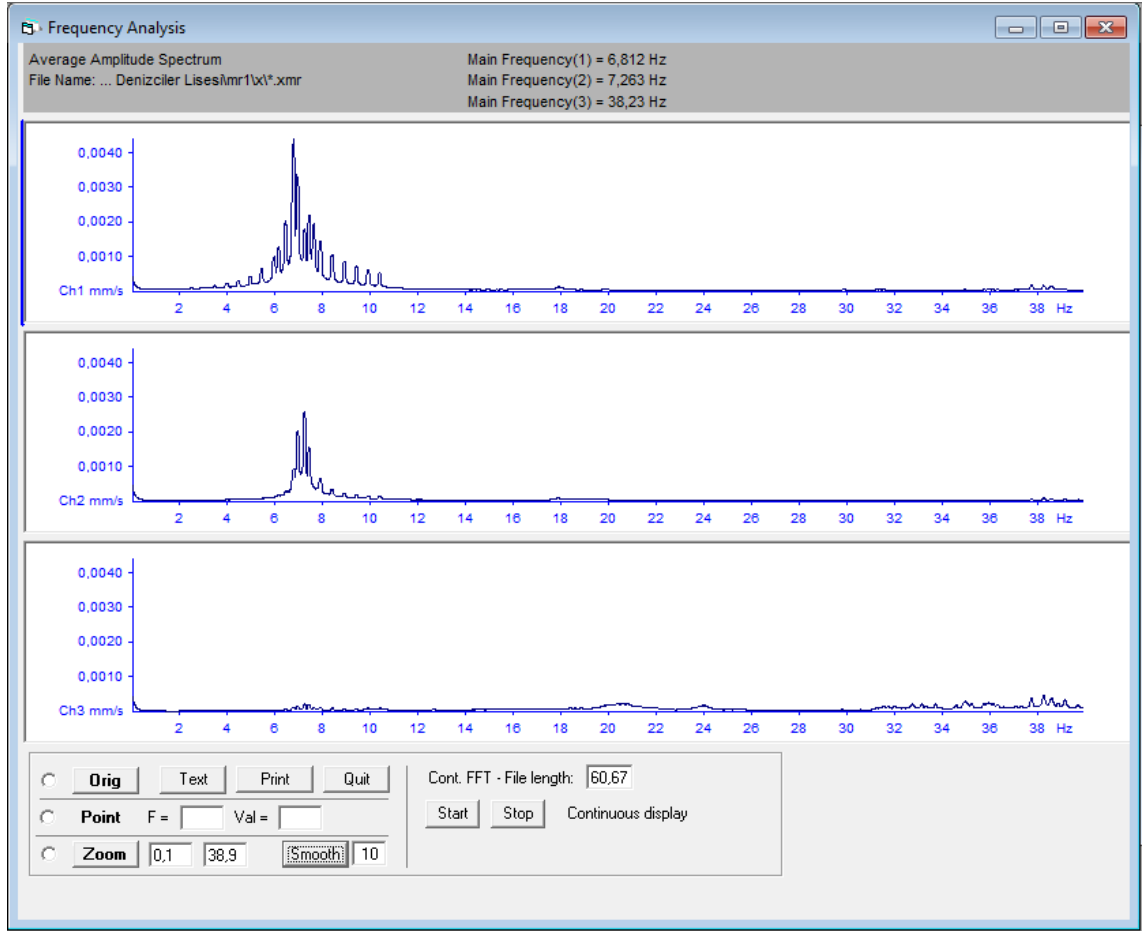 Frequency Analysis
Average Amplitude Spectrum
File Name: ... Denizciler Lisesi\mr1\x\*.xmr
Main Frequency(1) = 6,812 Hz
Main Frequency(2) = 7,263 Hz
Main Frequency(3) = 38,23 Hz
0,0040
0,0030
0,0020
0,0010
Ch1 mm/s
2 4 6 8 10 12 14 16 18 20 22 24 26 28 30 32 34 36 38 Hz
0,0040
0,0030
0,0020
0,0010
Ch2 mm/s
2 4 6 8 10 12 14 16 18 20 22 24 26 28 30 32 34 36 38 Hz
0,0040
0,0030
0,0020
0,0010
Ch3 mm/s
2 4 6 8 10 12 14 16 18 20 22 24 26 28 30 32 34 36 38 Hz
Orig Text Print Quit
Point F = Val =
Zoom 0,1 38,9 Smooth 10
Cont. FFT - File length: 60,67
Start Stop Continuous display